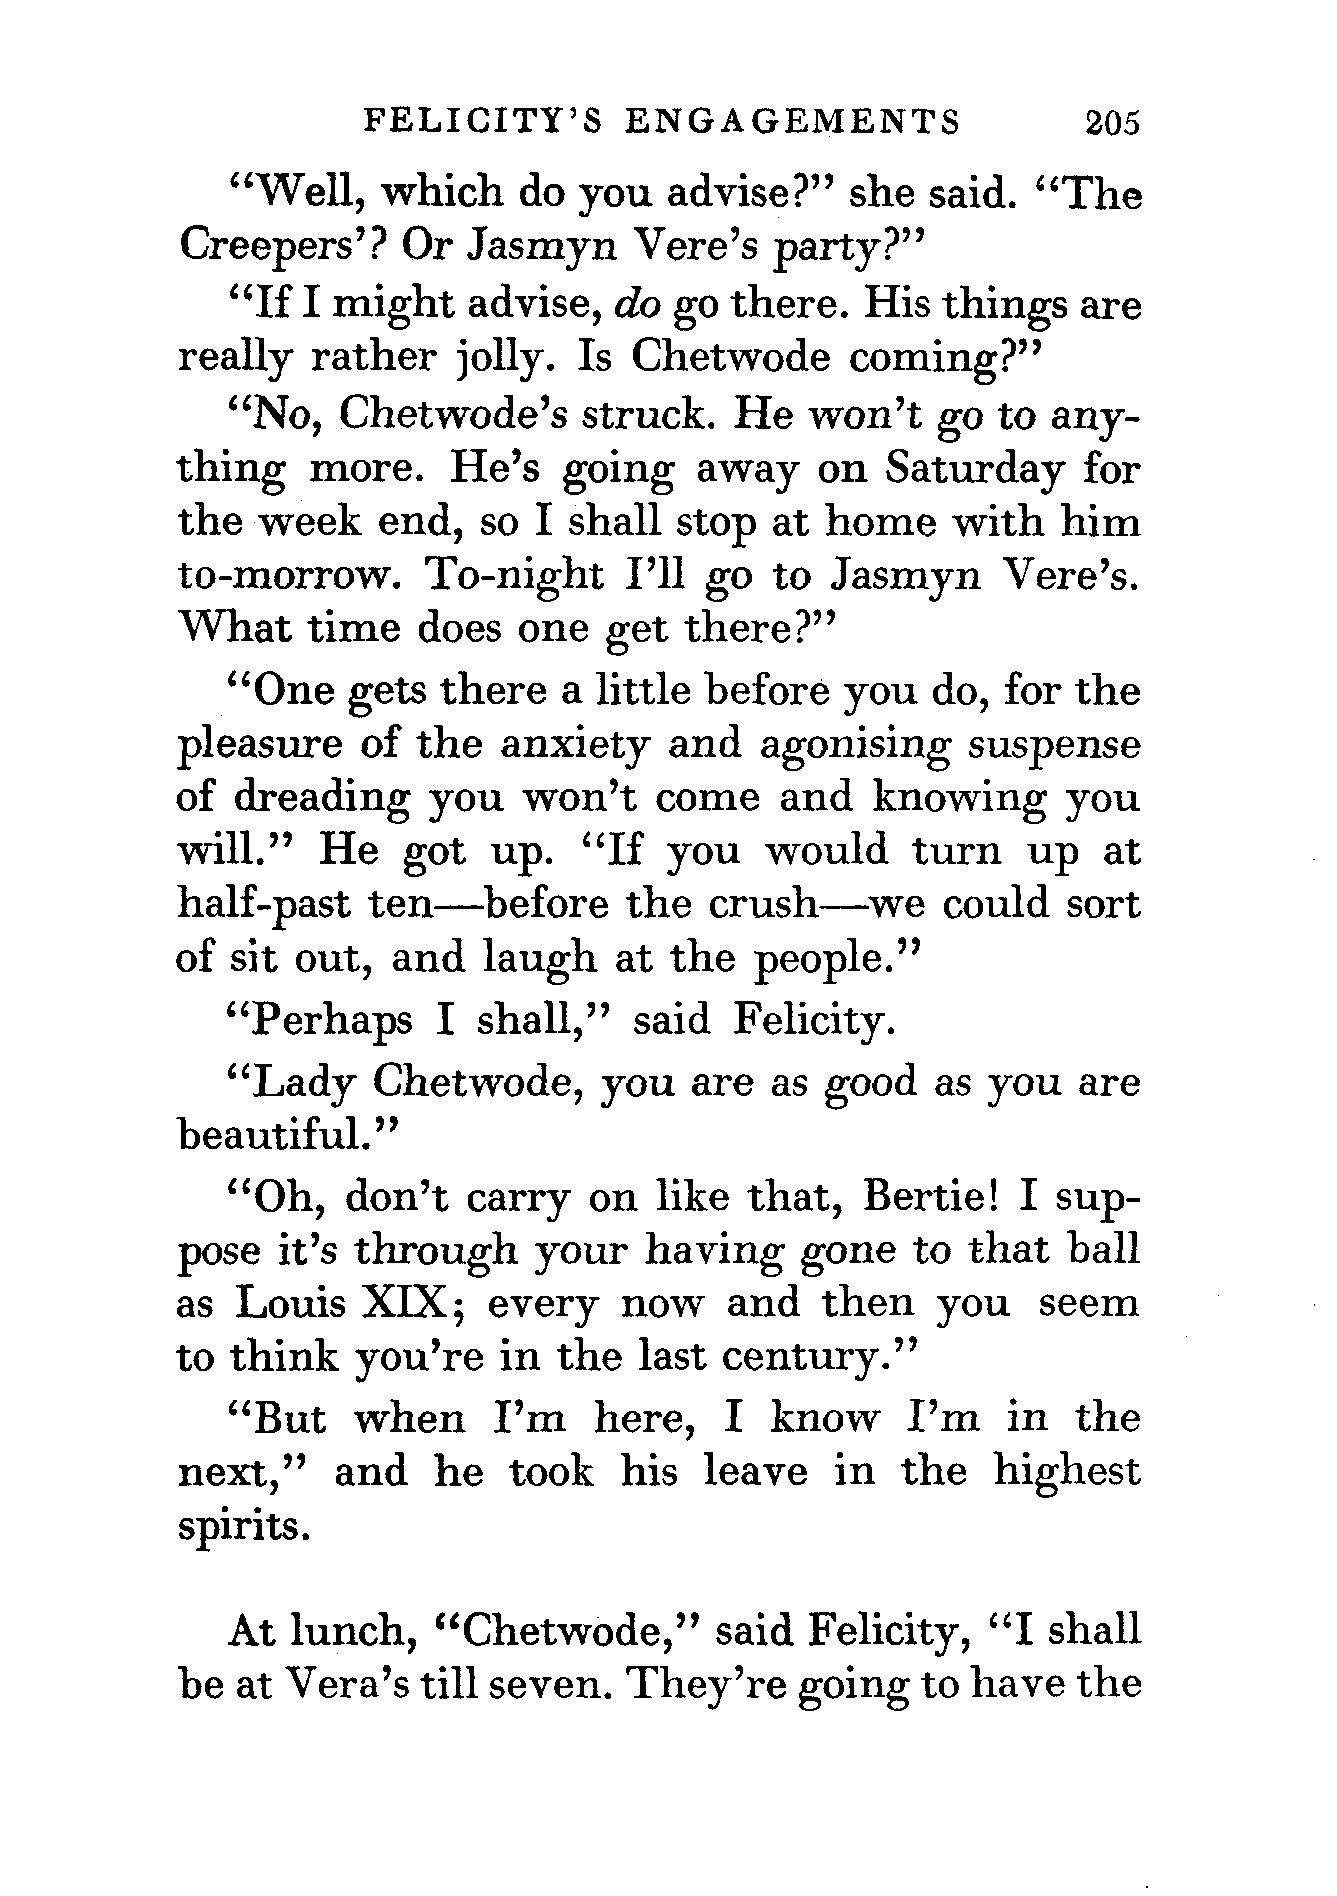 FELICITY'S ENGAGEMENTS 205
“Well, which do you advise?” she said. “The
Creepers’? Or Jasmyn Vere’s party?”
“If I might advise, do go there. His things are
really rather jolly. Is Chetwode coming?”
“No, Chetwode’s struck. He won’t go to any-
thing more. He’s going away on Saturday for
the week end, so I shall stop at home with him
to-morrow. To-night I’ll go to Jasmyn Vere’s.
What time does one get there?”
“One gets there a little before you do, for the
pleasure of the anxiety and agonising suspense
of dreading you won’t come and knowing you
will.” He got up. “If you would turn up at
half-past ten—before the crush—we could sort
of sit out, and laugh at the people.”
“Perhaps I shall,” said Felicity.
“Lady Chetwode, you are as good as you are
beautiful.”
“Oh, don’t carry on like that, Bertie! I sup-
pose it’s through your having gone to that ball
as Louis XIX; every now and then you seem
to think you’re in the last century.”
“But when I’m here, I know I’m in the
next,” and he took his leave in the highest
spirits.
At lunch, “Chetwode,” said Felicity, “I shall
be at Vera’s till seven. They’re going to have the